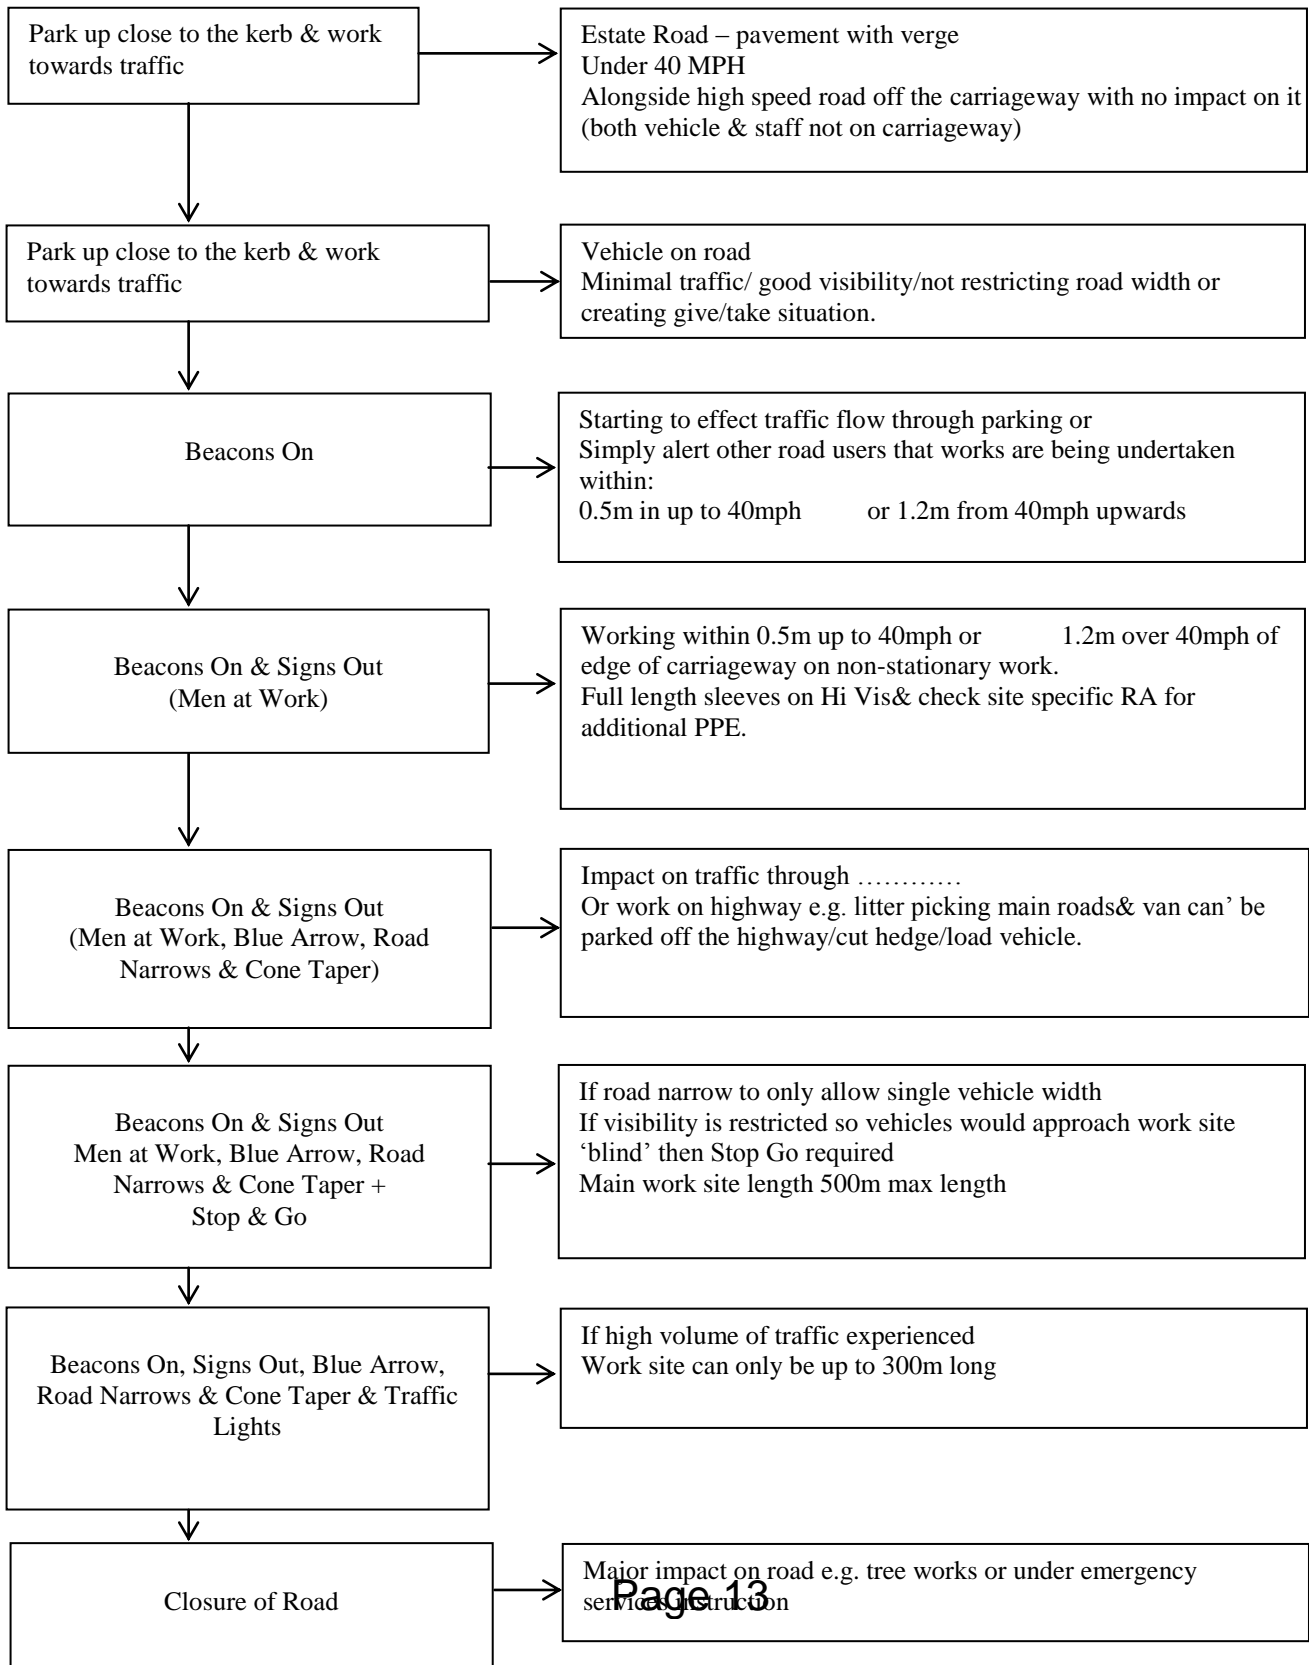 Park up close to the kerb & work
towards traffic
Estate Road – pavement with verge
Under 40 MPH
Alongside high speed road off the carriageway with no impact on it
(both vehicle & staff not on carriageway)
Park up close to the kerb & work
towards traffic
Vehicle on road
Minimal traffic/ good visibility/not restricting road width or
creating give/take situation.
Beacons On
Starting to effect traffic flow through parking or
Simply alert other road users that works are being undertaken
within:
0.5m in up to 40mph or 1.2m from 40mph upwards
Beacons On & Signs Out
(Men at Work)
Working within 0.5m up to 40mph or 1.2m over 40mph of
edge of carriageway on non-stationary work.
Full length sleeves on Hi Vis& check site specific RA for
additional PPE.
Beacons On & Signs Out
(Men at Work, Blue Arrow, Road
Narrows & Cone Taper)
Impact on traffic through …………
Or work on highway e.g. litter picking main roads& van can’ be
parked off the highway/cut hedge/load vehicle.
Beacons On & Signs Out
Men at Work, Blue Arrow, Road
Narrows & Cone Taper +
Stop & Go
If road narrow to only allow single vehicle width
If visibility is restricted so vehicles would approach work site
‘blind’ then Stop Go required
Main work site length 500m max length
Beacons On, Signs Out, Blue Arrow,
Road Narrows & Cone Taper & Traffic
Lights
If high volume of traffic experienced
Work site can only be up to 300m long
Closure of Road
Major impact on road e.g. tree works or under emergency
services instruction
Page 13